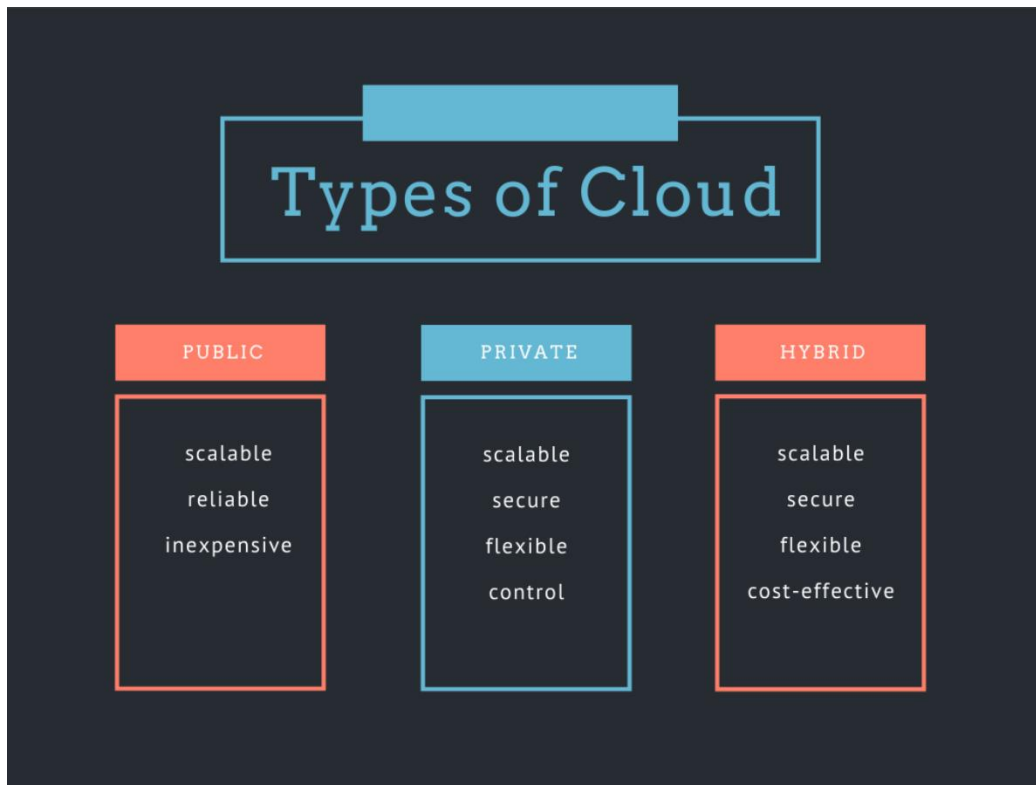 Types of Cloud
PUBLIC
scalable
reliable
inexpensive
PRIVATE
scalable
secure
flexible
control
HYBRID
scalable
secure
flexible
cost-effective